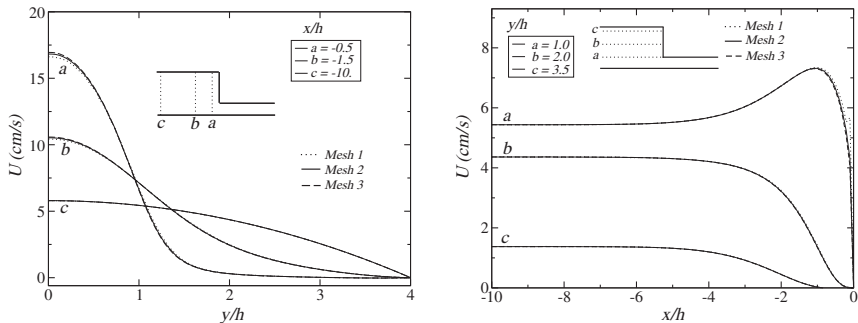 x/h
a = -0.5
b = -1.5
c = -10.
c b a
a
b
c
Mesh 1
Mesh 2
Mesh 3
U (cm/s)
20
15
10
5
0
0 1 2 3 4
y/h
y/h
a = 1.0
b = 2.0
c = 3.5
c
b
a
Mesh 1
Mesh 2
Mesh 3
a
b
c
U (cm/s)
8
6
4
2
0
-10 -8 -6 -4 -2 0
x/h